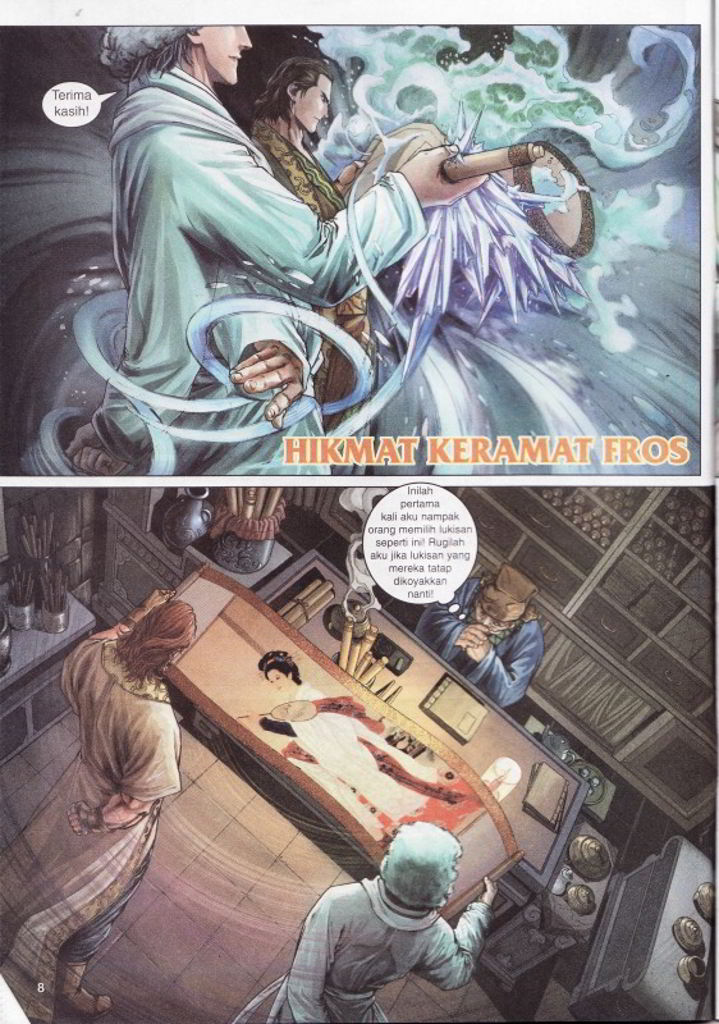 Terima
kasih!
HIKMAT KERAMAT FROS
Inilah
pertama
kali aku nampak
orang memilih lukisan
seperti ini! Rugilah
aku jika lukisan yang
mereka tatap
dikoyakkan
nanti!
8